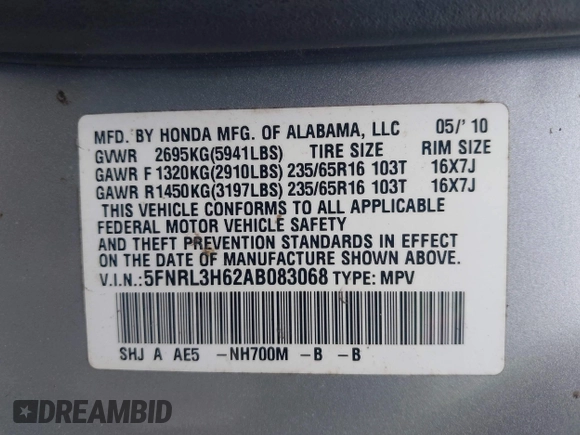 MFD. BY HONDA MFG. OF ALABAMA, LLC 05/' 10
GVWR 2695KG(5941LBS) TIRE SIZE RIM SIZE
GAWR F1320KG(2910LBS) 235/65R16 103T 16X7J
GAWR R1450KG(3197LBS) 235/65R16 103T 16X7J
THIS VEHICLE CONFORMS TO ALL APPLICABLE
FEDERAL MOTOR VEHICLE SAFETY
AND THEFT PREVENTION STANDARDS IN EFFECT
ON THE DATE OF MANUFACTURE SHOWN ABOVE.
V.I.N.:5FNRL3H62AB083068 TYPE: MPV
SHJ A AE5 -NH700M -B -B
DREAMBID